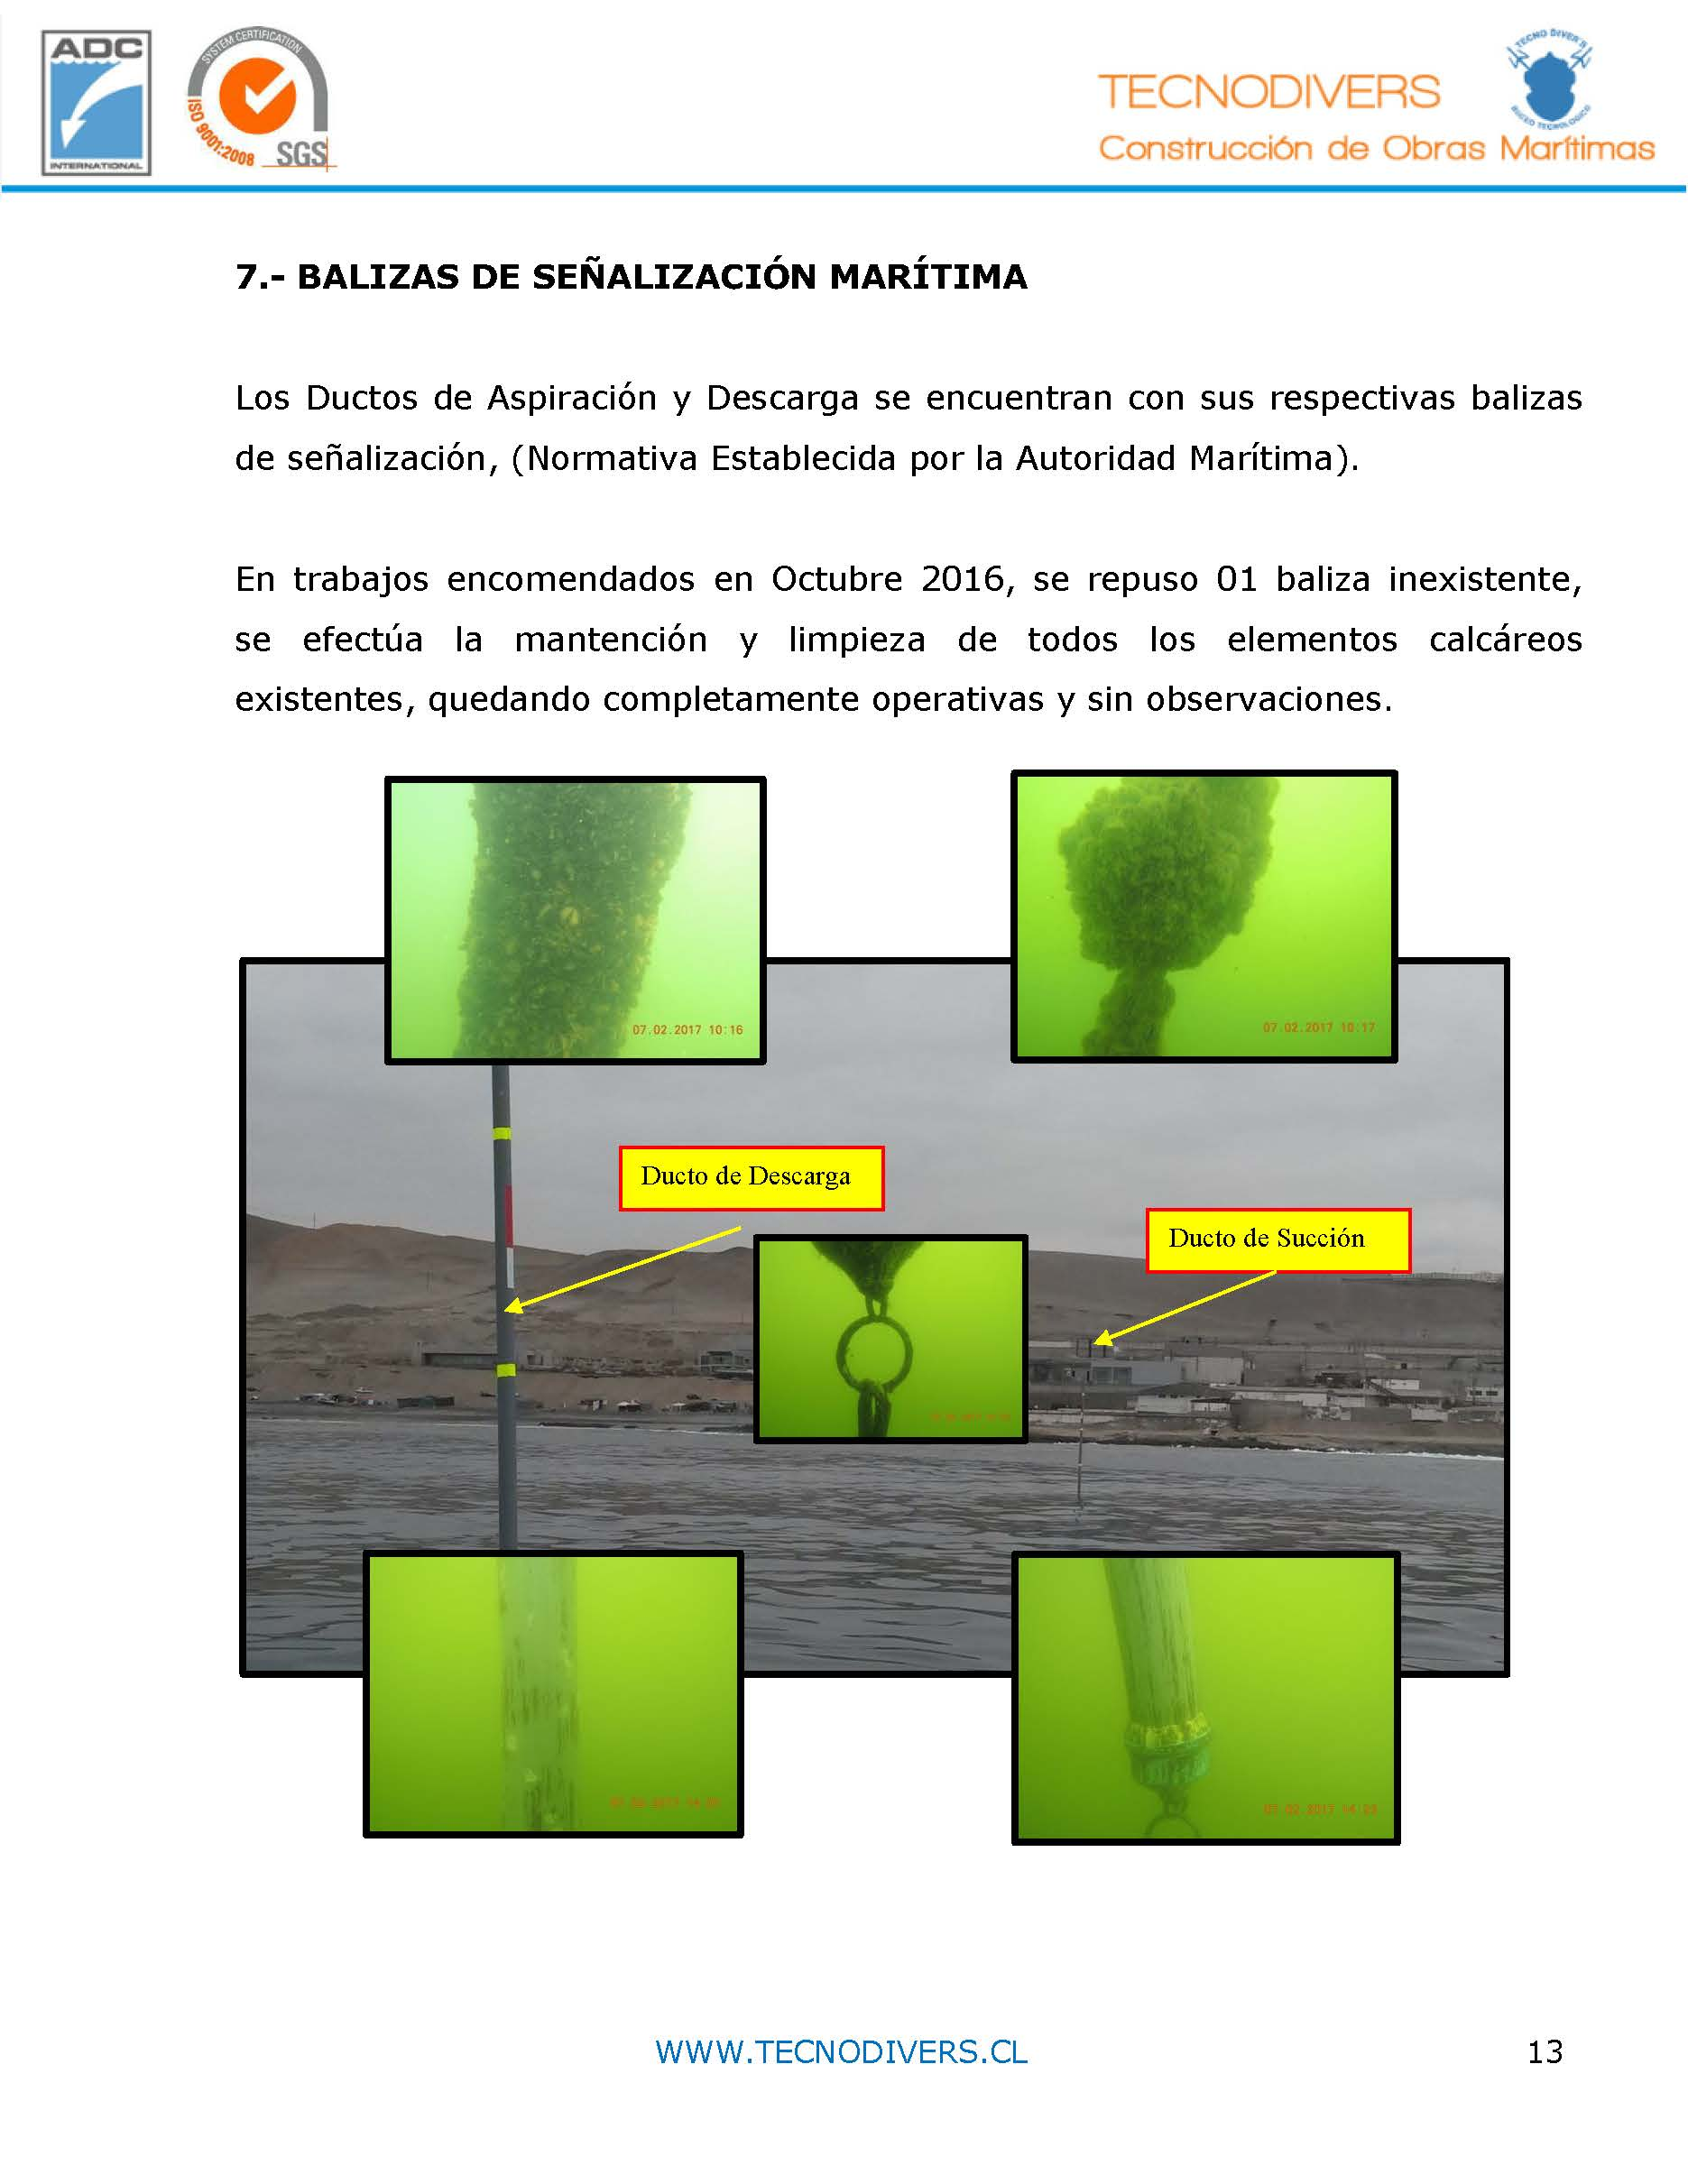 ADC
INTERNATIONAL
SYSTEM CERTIFICATION
ISO 9001:2008
SGS
TECNODIVERS
Construcción de Obras Marítimas
TECNO DIVER'S
BUCEO TECNOLOGICO
7.- BALIZAS DE SEÑALIZACIÓN MARÍTIMA
Los Ductos de Aspiración y Descarga se encuentran con sus respectivas balizas
de señalización, (Normativa Establecida por la Autoridad Marítima).
En trabajos encomendados en Octubre 2016, se repuso 01 baliza inexistente,
se efectúa la mantención y limpieza de todos los elementos calcáreos
existentes, quedando completamente operativas y sin observaciones.
07.02.2017 10:16
07.02.2017 10:17
Ducto de Descarga
Ducto de Succión
WWW.TECNODIVERS.CL
13